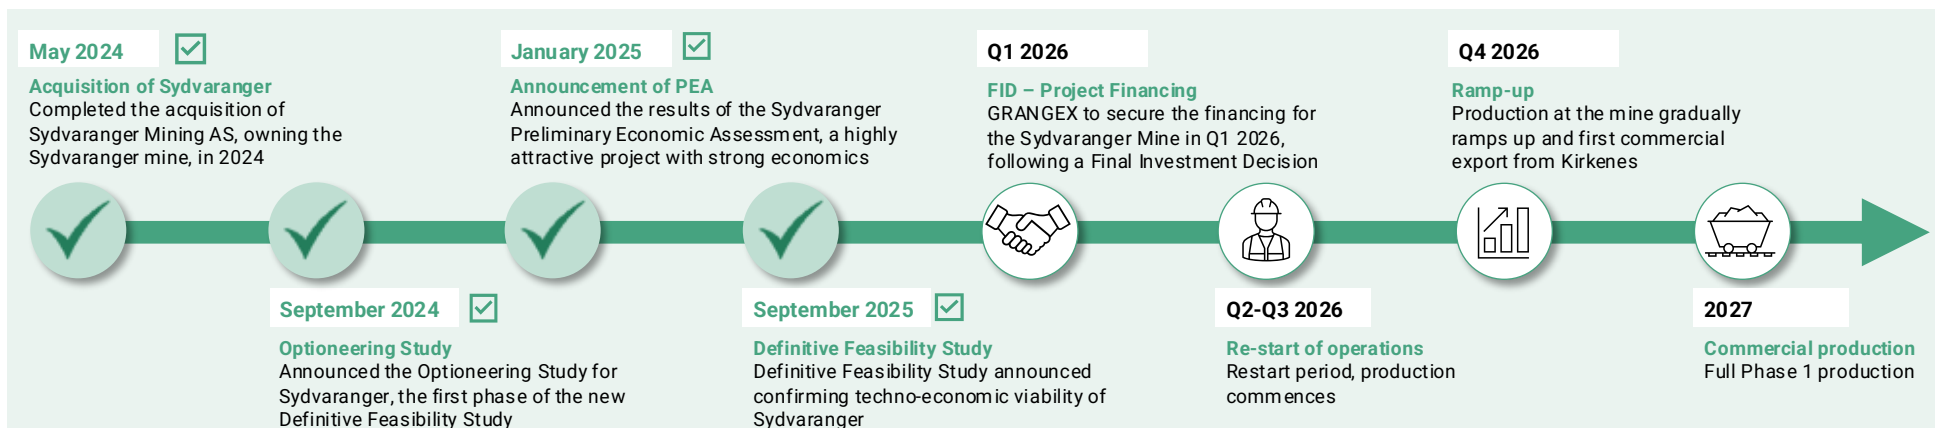 May 2024
Acquisition of Sydvaranger
Completed the acquisition of
Sydvaranger Mining AS, owning the
Sydvaranger mine, in 2024
September 2024
Optioneering Study
Announced the Optioneering Study for
Sydvaranger, the first phase of the new
Definitive Feasibility Study
January 2025
Announcement of PEA
Announced the results of the Sydvaranger
Preliminary Economic Assessment, a highly
attractive project with strong economics
September 2025
Definitive Feasibility Study
Definitive Feasibility Study announced
confirming techno-economic viability of
Sydvaranger
Q1 2026
FID – Project Financing
GRANGEX to secure the financing for
the Sydvaranger Mine in Q1 2026,
following a Final Investment Decision
Q2-Q3 2026
Re-start of operations
Restart period, production
commences
Q4 2026
Ramp-up
Production at the mine gradually
ramps up and first commercial
export from Kirkenes
2027
Commercial production
Full Phase 1 production